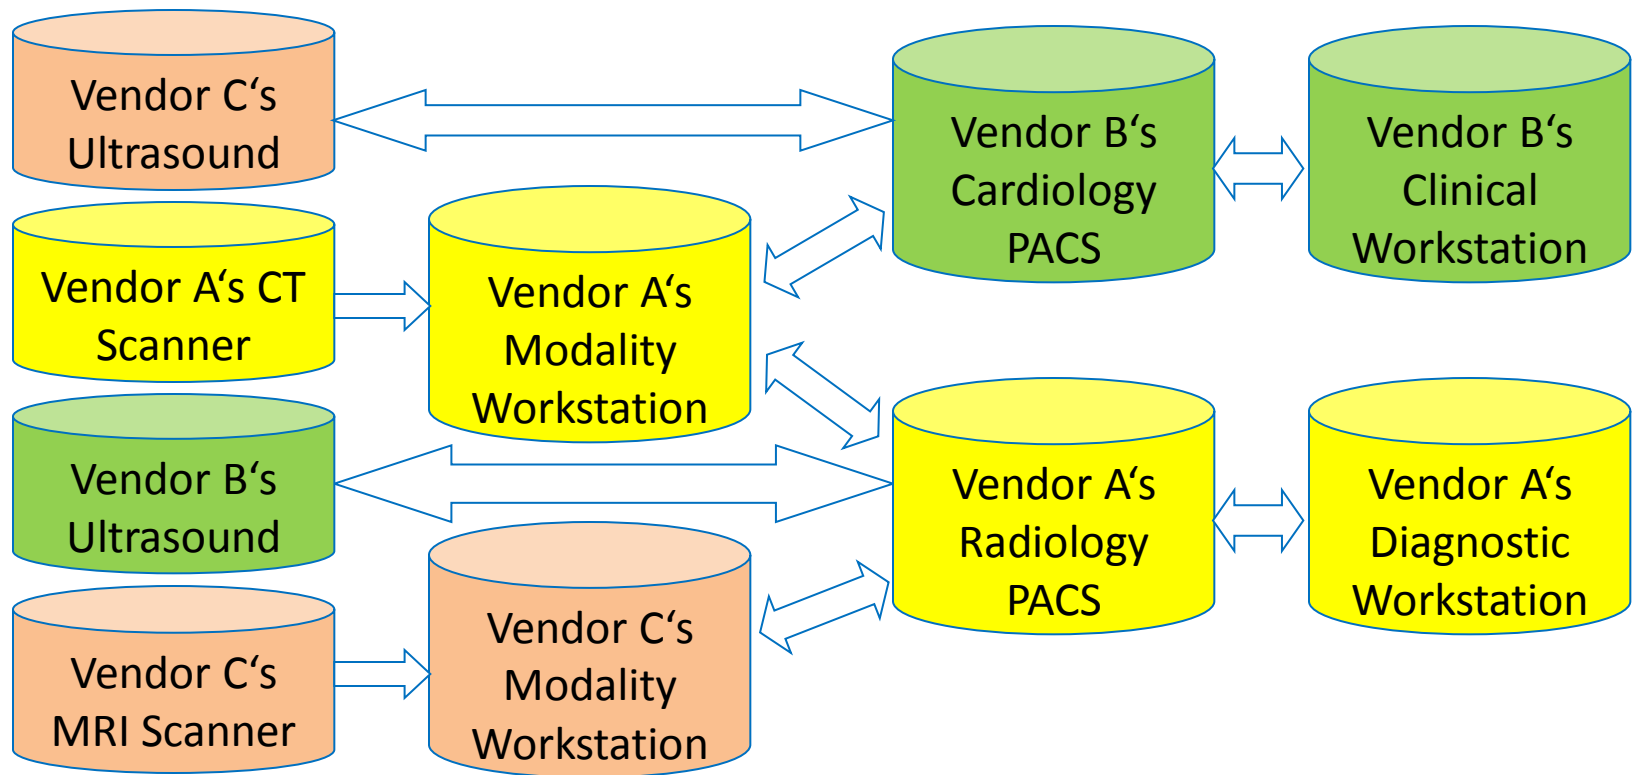 Vendor C‘s
Ultrasound
Vendor A‘s CT
Scanner
Vendor B‘s
Ultrasound
Vendor C‘s
MRI Scanner
Vendor A‘s
Modality
Workstation
Vendor C‘s
Modality
Workstation
Vendor B‘s
Cardiology
PACS
Vendor A‘s
Radiology
PACS
Vendor B‘s
Clinical
Workstation
Vendor A‘s
Diagnostic
Workstation